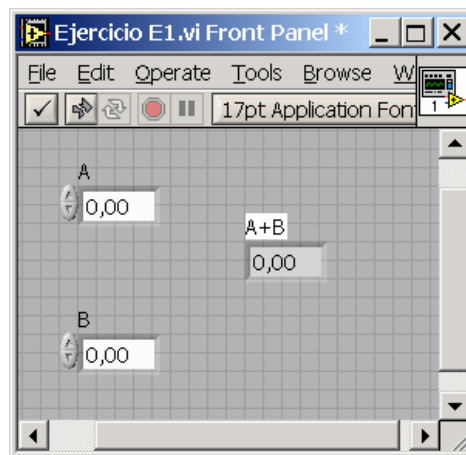 Ejercicio E1.vi Front Panel *
File Edit Operate Tools Browse W
17pt Application Font
1
A
0,00
A+B
0,00
B
0,00